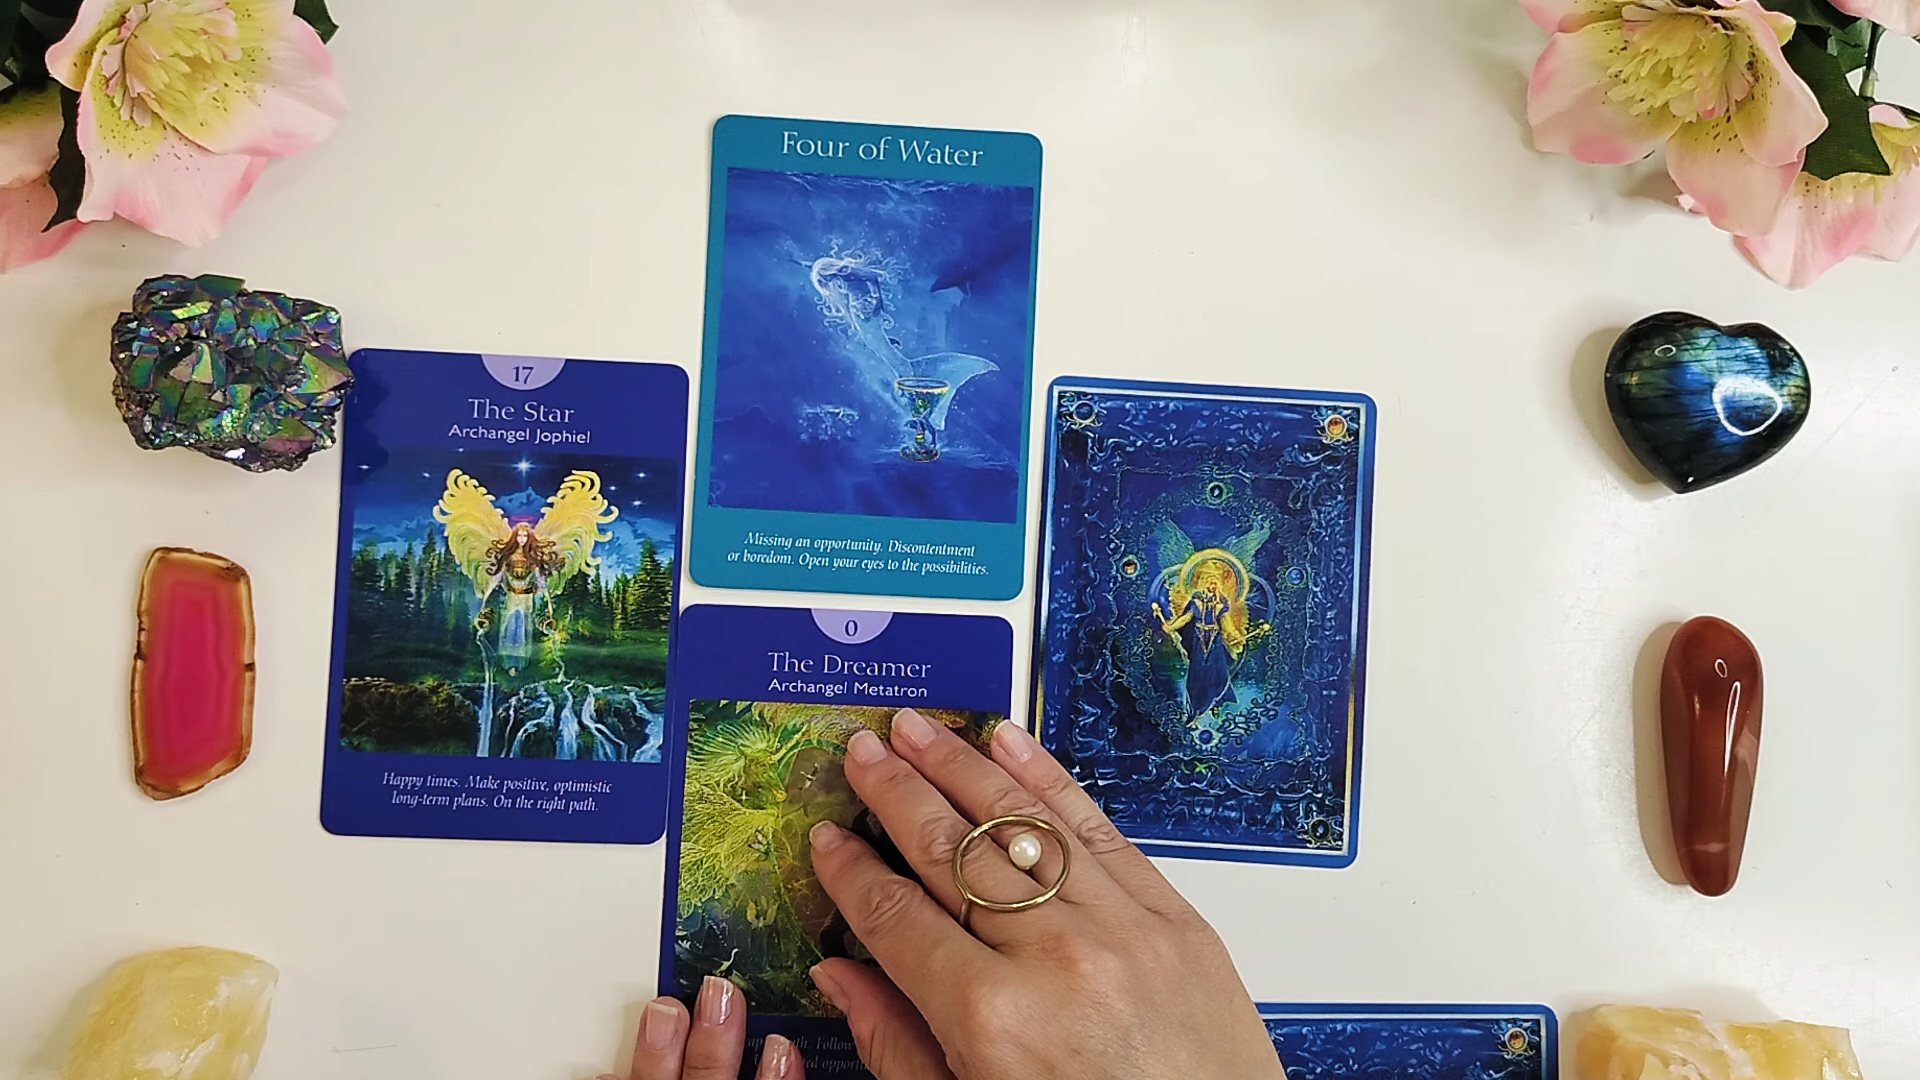 Four of Water
Missing an opportunity. Discontentment
or boredom. Open your eyes to the possibilities.
17
The Star
Archangel Jophiel
Happy times. Make positive, optimistic
long-term plans. On the right path.
0
The Dreamer
Archangel Metatron
Follow